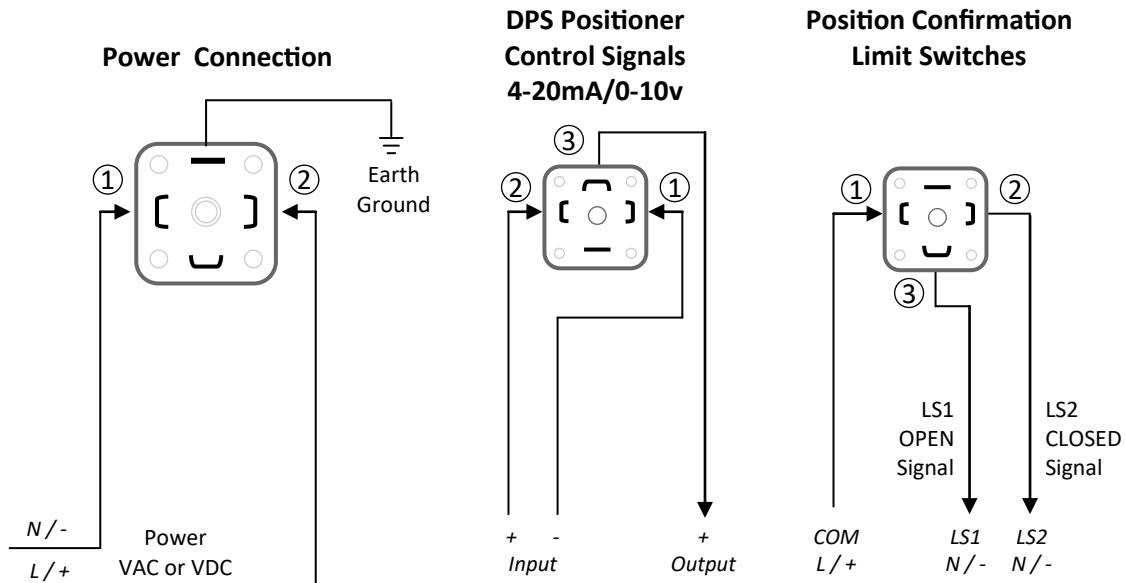 Power Connection
1
2
Earth
Ground
N / -
L / +
Power
VAC or VDC
DPS Positioner
Control Signals
4-20mA/0-10v
3
2
1
+ -
Input
+
Output
Position Confirmation
Limit Switches
1
2
3
LS1
OPEN
Signal
LS2
CLOSED
Signal
COM
L / +
LS1
N / -
LS2
N / -